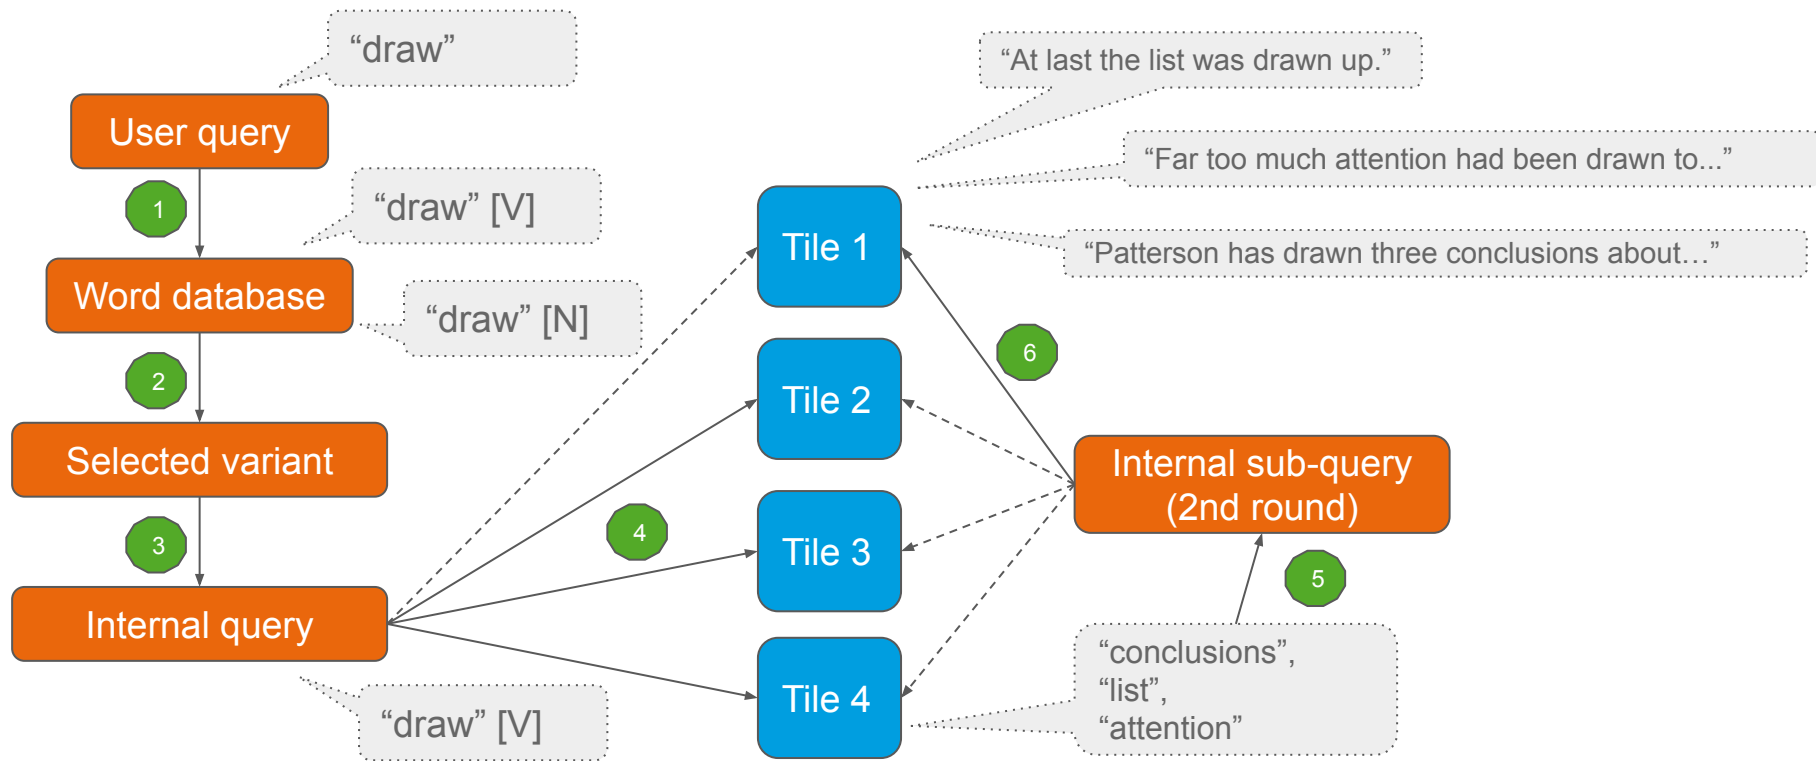 “draw”
User query
1
“draw” [V]
Word database
“draw” [N]
2
Selected variant
3
Internal query
“draw” [V]
4
Tile 1
Tile 2
Tile 3
Tile 4
“At last the list was drawn up.”
“Far too much attention had been drawn to...”
“Patterson has drawn three conclusions about…”
6
Internal sub-query
(2nd round)
5
“conclusions”,
“list”,
“attention”